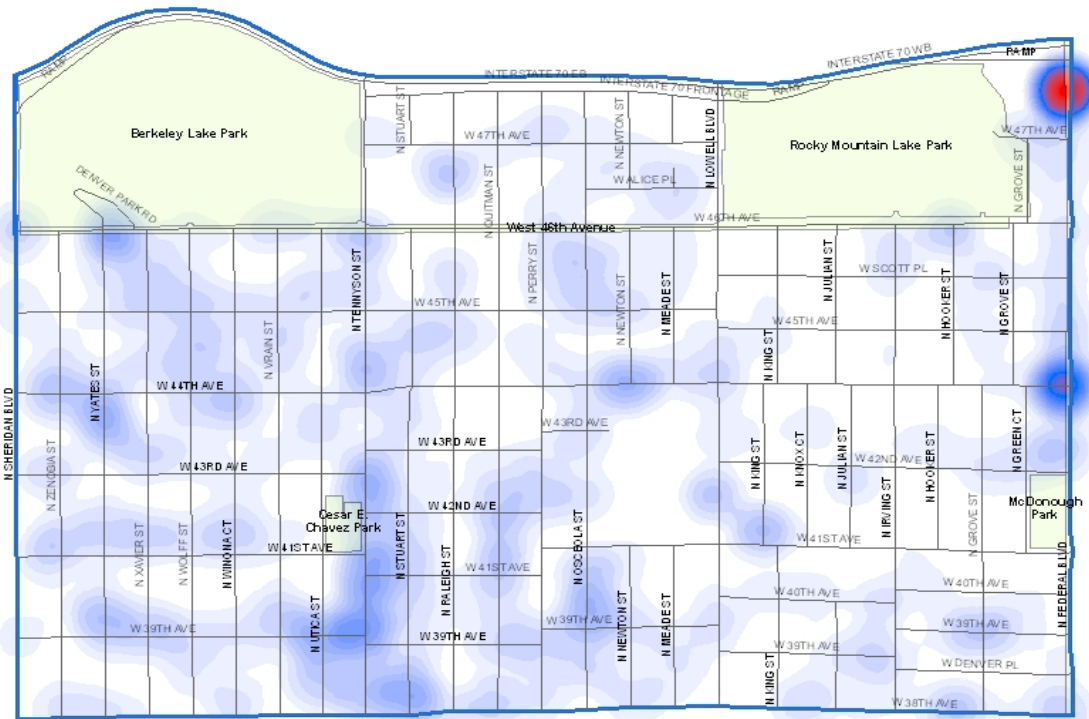 RAMP
INTERSTATE 70 WB
RAMP
INTERSTATE 70 EB
INTERSTATE 70 FRONTAGE
RAMP
Berkeley Lake Park
N STUART ST
W 47TH AVE
N NEWTON ST
N LOWELL BLVD
Rocky Mountain Lake Park
W 47TH AVE
DENVER PARK RD
N QUITMAN ST
W ALICE PL
N GROVE ST
W 46TH AVE
West 46th Avenue
N TENNYSON ST
N PERRY ST
N NEWTON ST
N MEADE ST
N JULIAN ST
W SCOTT PL
N HOOKER ST
N GROVE ST
W 45TH AVE
W 45TH AVE
N VRAIN ST
N KING ST
N SHERIDAN BLVD
N YATES ST
W 44TH AVE
W 43RD AVE
W 43RD AVE
N GREEN CT
N ZENOBIA ST
W 43RD AVE
N KING ST
N KNOX CT
N JULIAN ST
W 42ND AVE
N HOOKER ST
Cesar E.
Chavez Park
W 42ND AVE
N IRVING ST
McDonough
Park
N XAVIER ST
N WOLFF ST
N WINONA CT
W 41ST AVE
N STUART ST
N OSCEOLA ST
W 41ST AVE
N GROVE ST
N RALEIGH ST
W 41ST AVE
N FEDERAL BLVD
W 40TH AVE
W 40TH AVE
N UTICA ST
W 39TH AVE
W 39TH AVE
W 39TH AVE
N NEWTON ST
N MEADE ST
W 39TH AVE
W 39TH AVE
N KING ST
W DENVER PL
W 38TH AVE